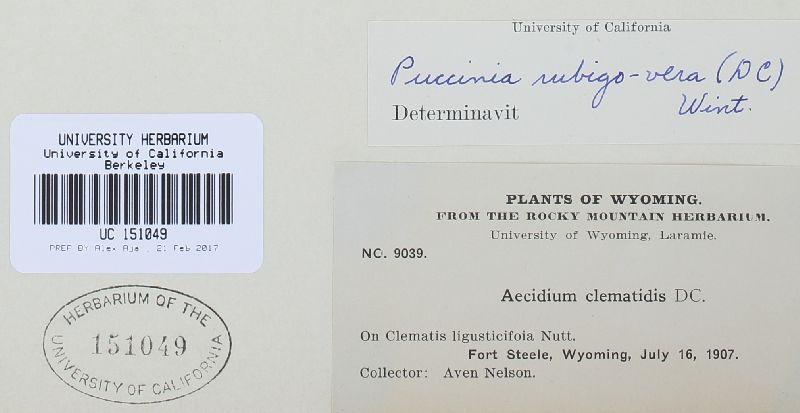 University of California
Puccinia rubigo-vera (DC)
Wint.
Determinavit
UNIVERSITY HERBARIUM
University of California
Berkeley
UC 151049
PREP BY Alex 2017
HERBARIUM OF THE
151049
UNIVERSITY OF CALIFORNIA
PLANTS OF WYOMING.
FROM THE ROCKY MOUNTAIN HERBARIUM.
University of Wyoming, Laramie.
NO. 9039.
Aecidium clematidis DC.
On Clematis ligusticifoia Nutt.
Fort Steele, Wyoming, July 16, 1907.
Collector: Aven Nelson.